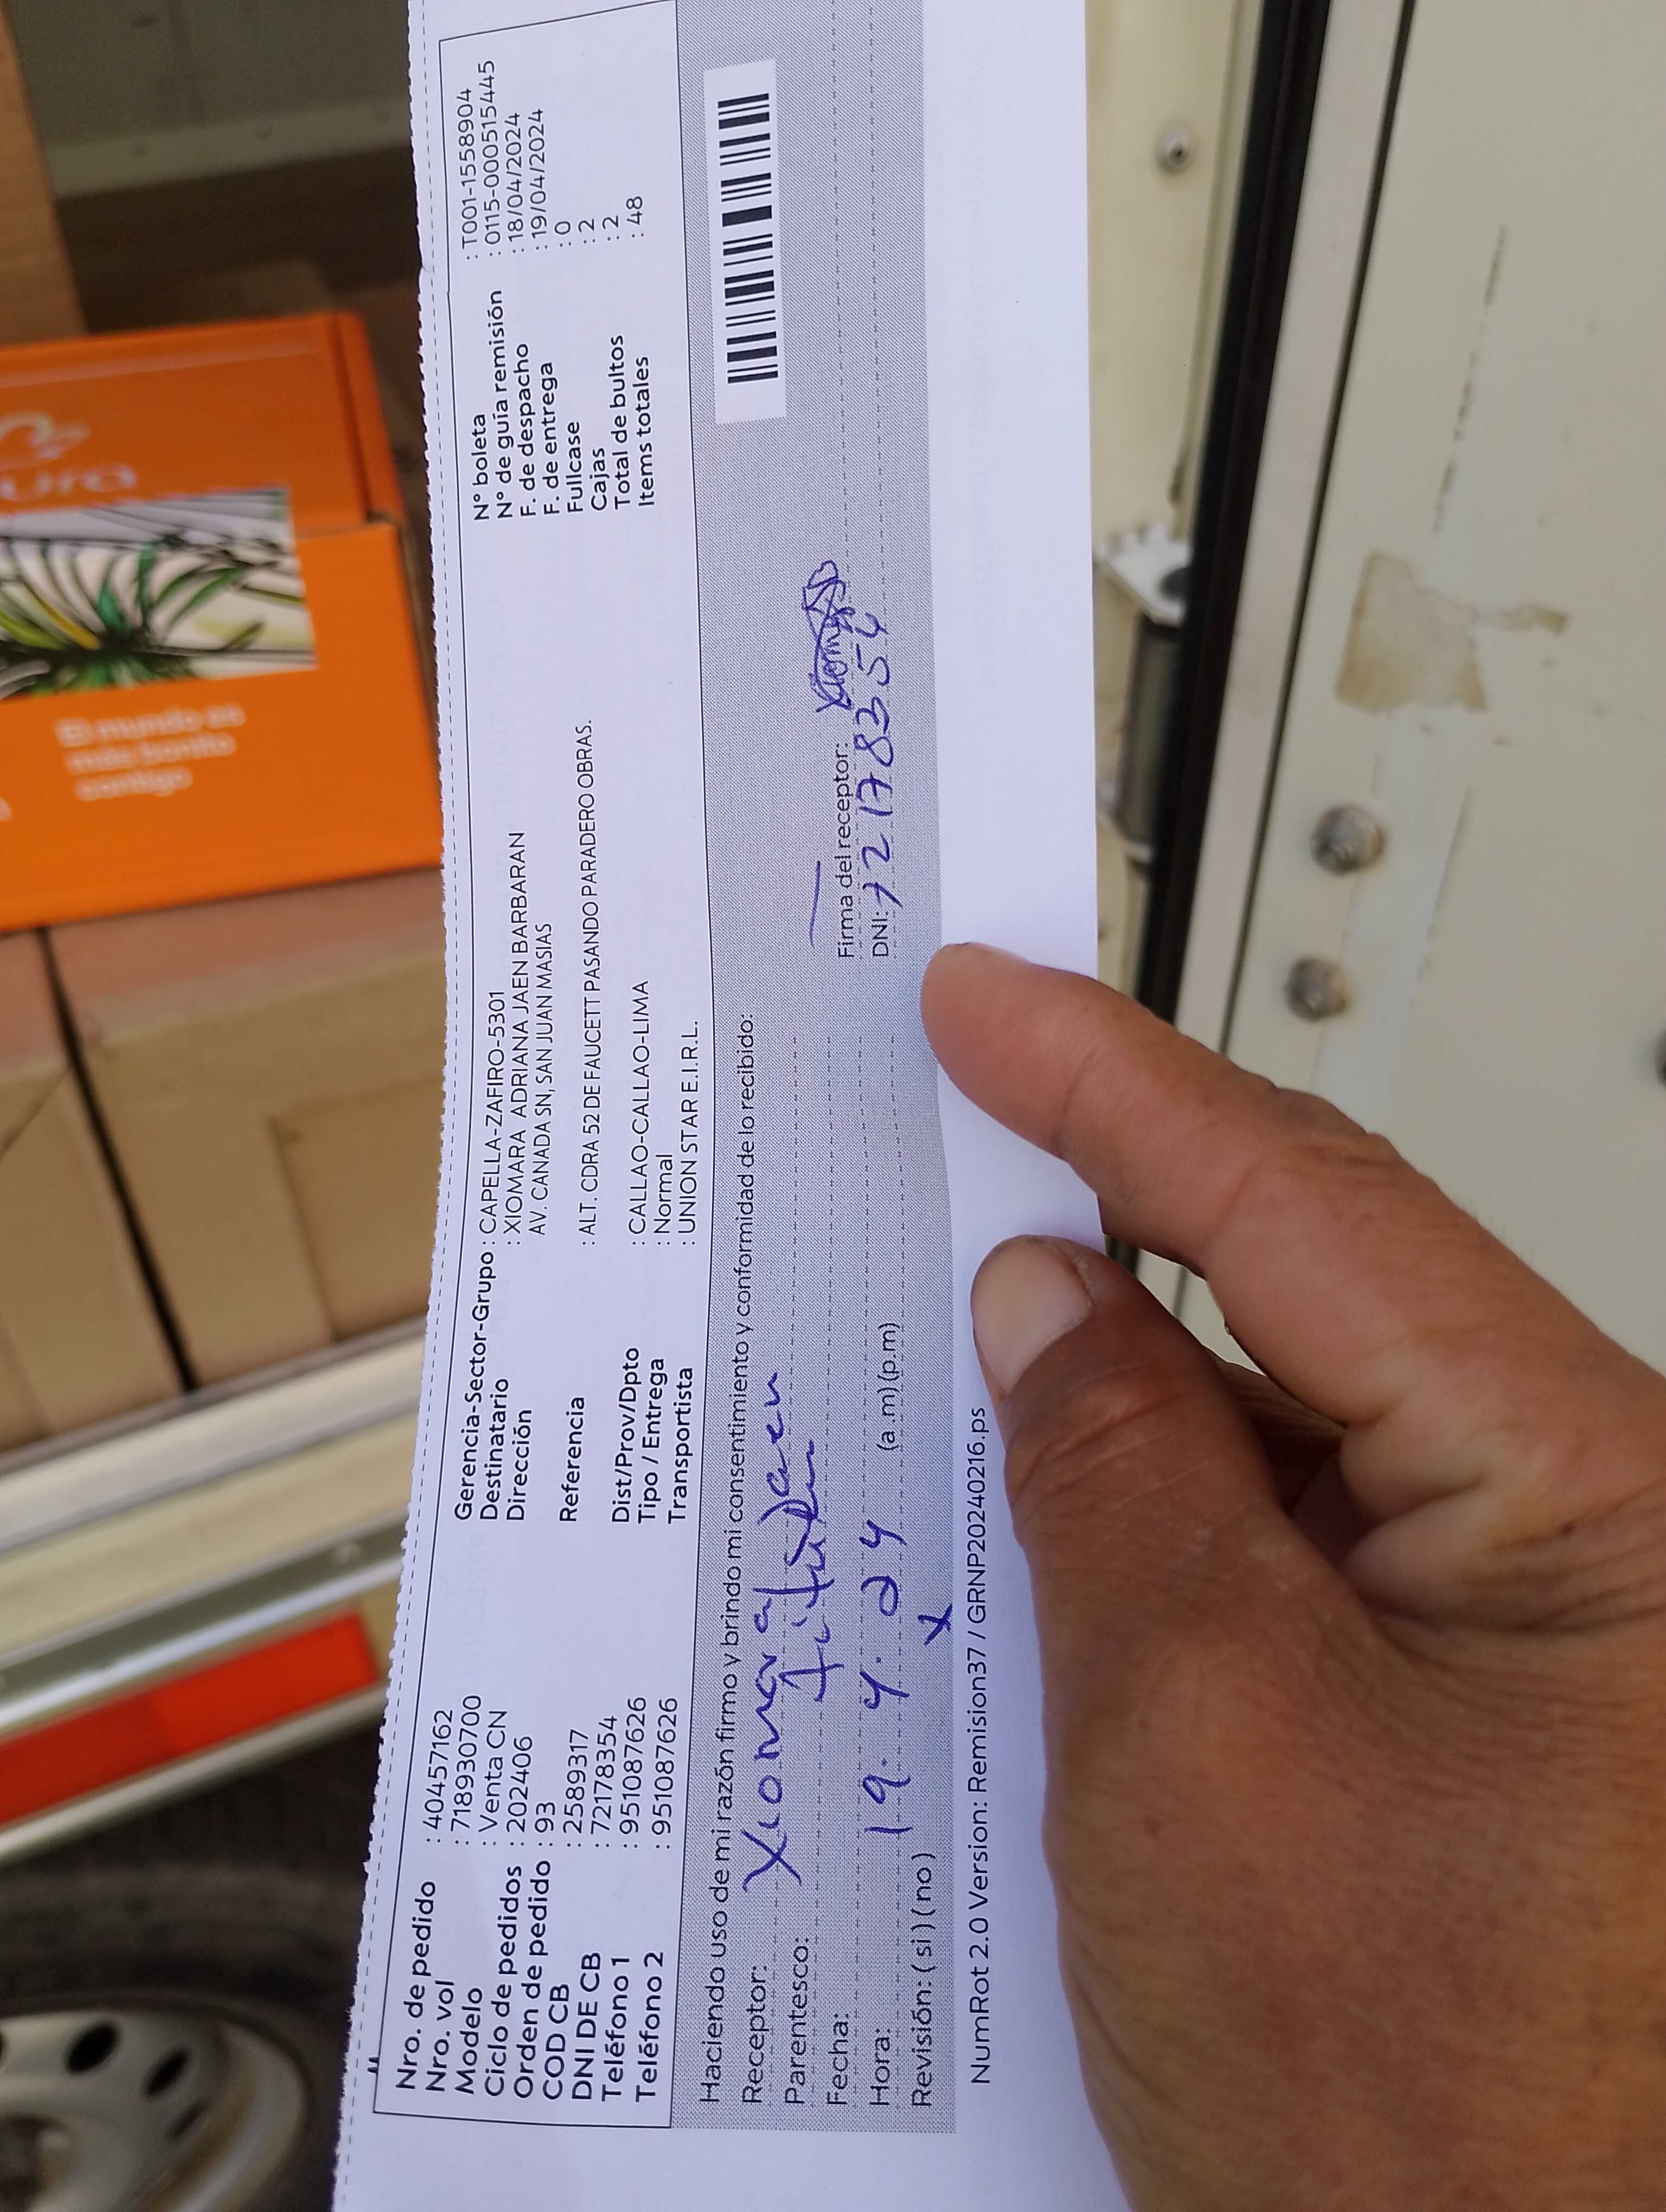 Nro. de pedido : 40457162
Nro. vol : 718930700
Modelo : Venta CN
Ciclo de pedidos : 202406
Orden de pedido : 93
COD CB : 2589317
DNI DE CB : 72178354
Teléfono 1 : 951087626
Teléfono 2 : 951087626
Gerencia-Sector-Grupo : CAPELLA-ZAFIRO-5301
Destinatario : XIOMARA ADRIANA JAEN BARBARAN
Dirección AV. CANADA SN, SAN JUAN MASIAS
Referencia : ALT. CDRA 52 DE FAUCETT PASANDO PARADERO OBRAS.
Dist/Prov/Dpto : CALLAO-CALLAO-LIMA
Tipo / Entrega : Normal
Transportista : UNION STAR E.I.R.L.
N° boleta : T001-1558904
N° de guía remisión : 0115-000515445
F. de despacho : 18/04/2024
F. de entrega : 19/04/2024
Fullcase : 0
Cajas : 2
Total de bultos : 2
Items totales : 48
Haciendo uso de mi razón firmo y brindo mi consentimiento y conformidad de lo recibido:
Receptor: Xiomara Jaen
Parentesco:
Fecha: 19. 4. 24
Hora: (a.m)(p.m)
Revisión: ( si ) ( no ) x
Firma del receptor:
DNI: 72178354
NumRot 2.0 Version: Remision37 / GRNP20240216.ps
El mundo es
más bonito
contigo